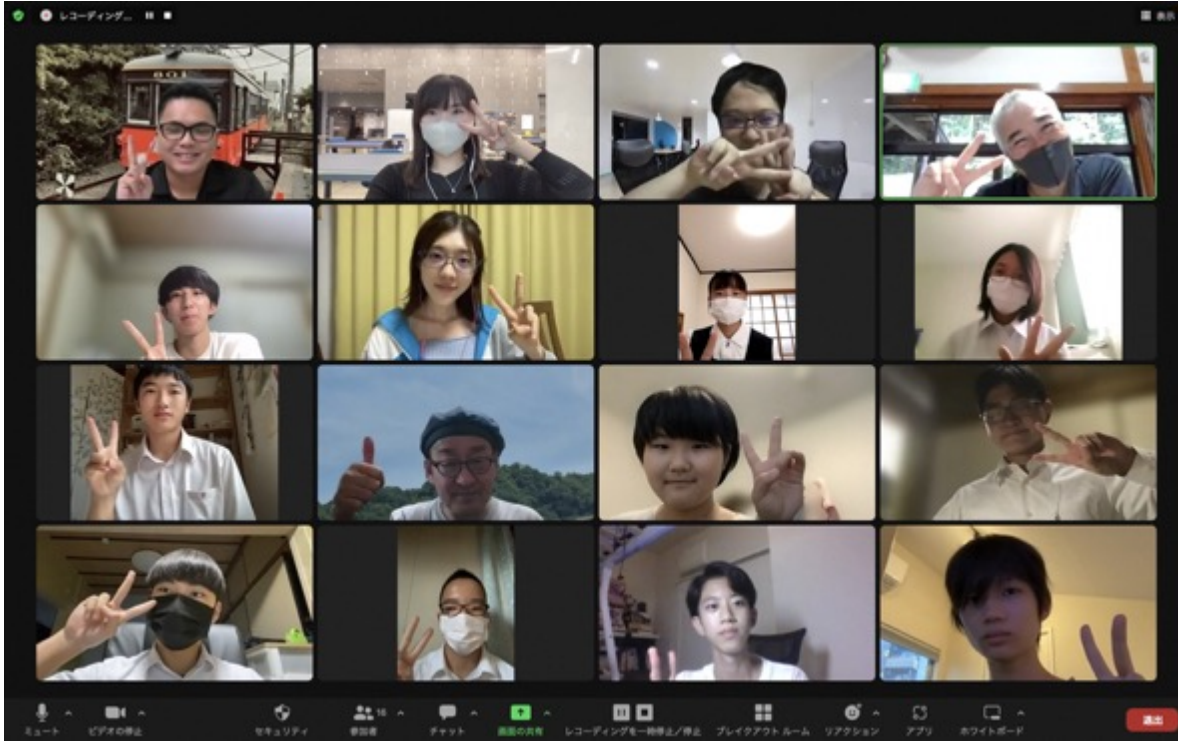 レコーディング...
表示
801
ミュート
ビデオの停止
セキュリティ
16
参加者
チャット
画面の共有
レコーディングを一時停止/停止
ブレイクアウト ルーム
リアクション
アプリ
ホワイトボード
退出